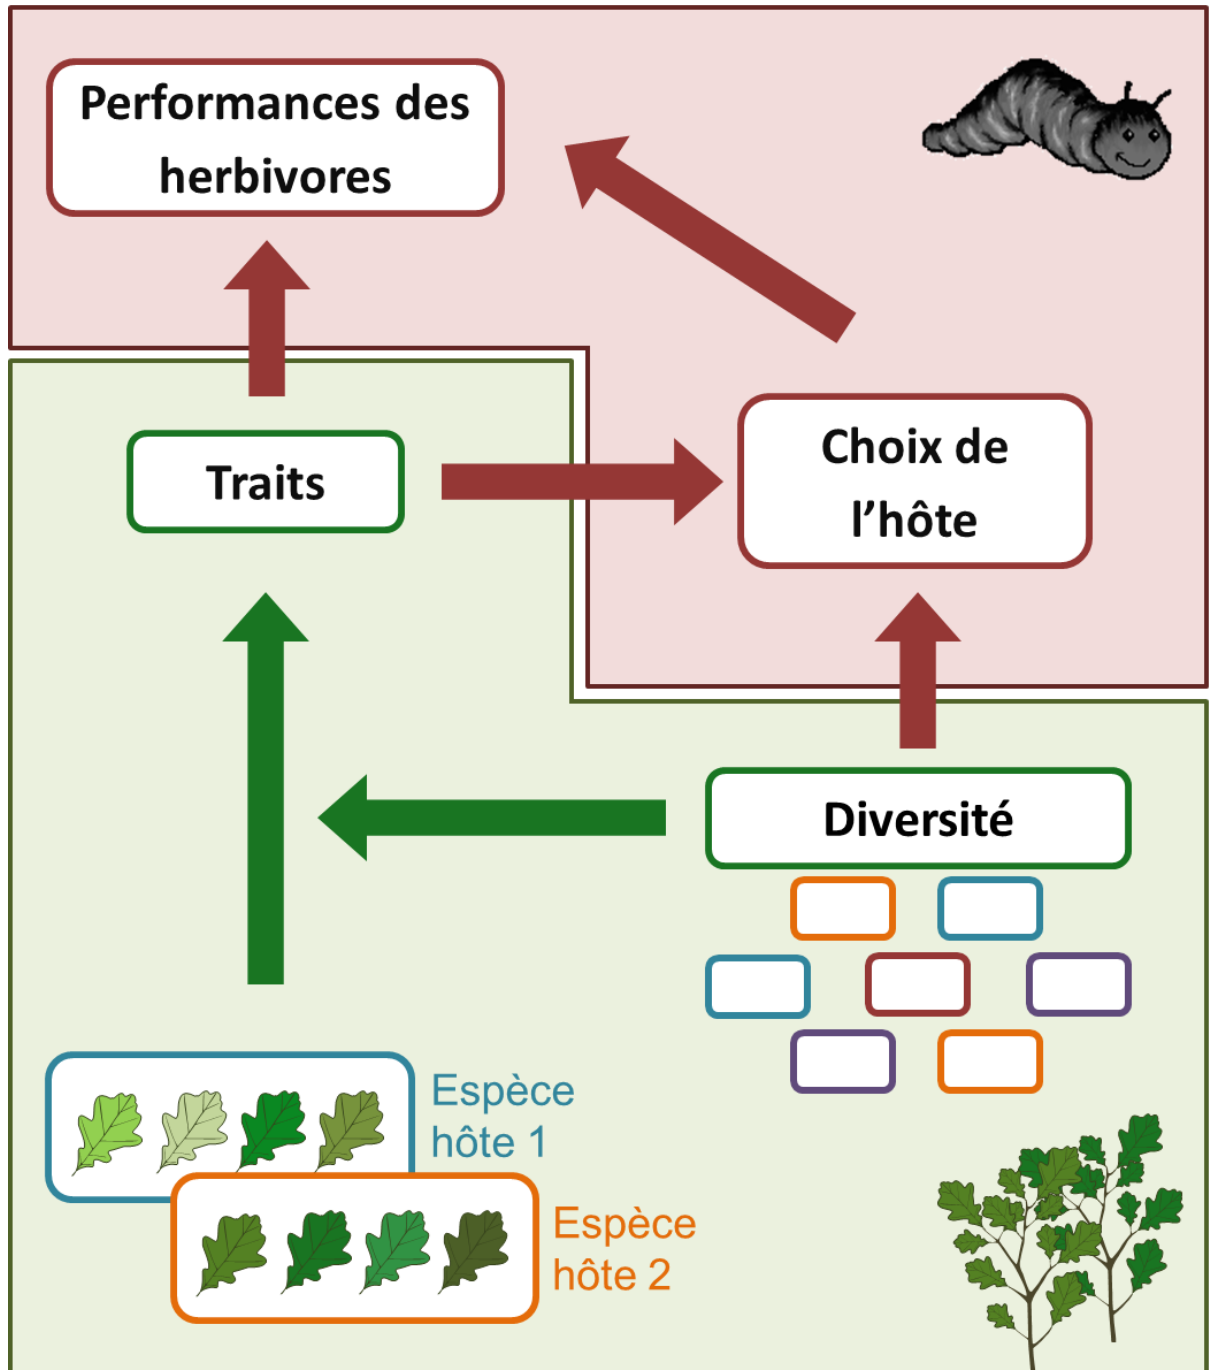 Performances des
herbivores
Traits
Choix de
l’hôte
Diversité
Espèce
hôte 1
Espèce
hôte 2